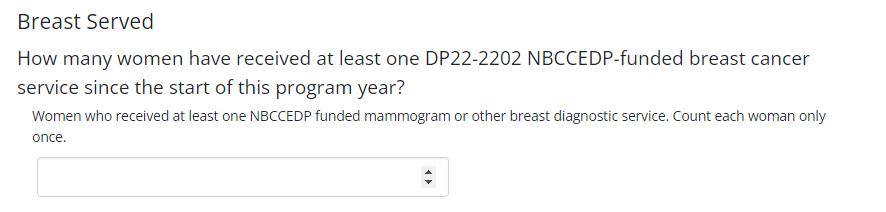 Breast Served
How many women have received at least one DP22-2202 NBCCEDP-funded breast cancer
service since the start of this program year?
Women who received at least one NBCCEDP funded mammogram or other breast diagnostic service. Count each woman only
once.